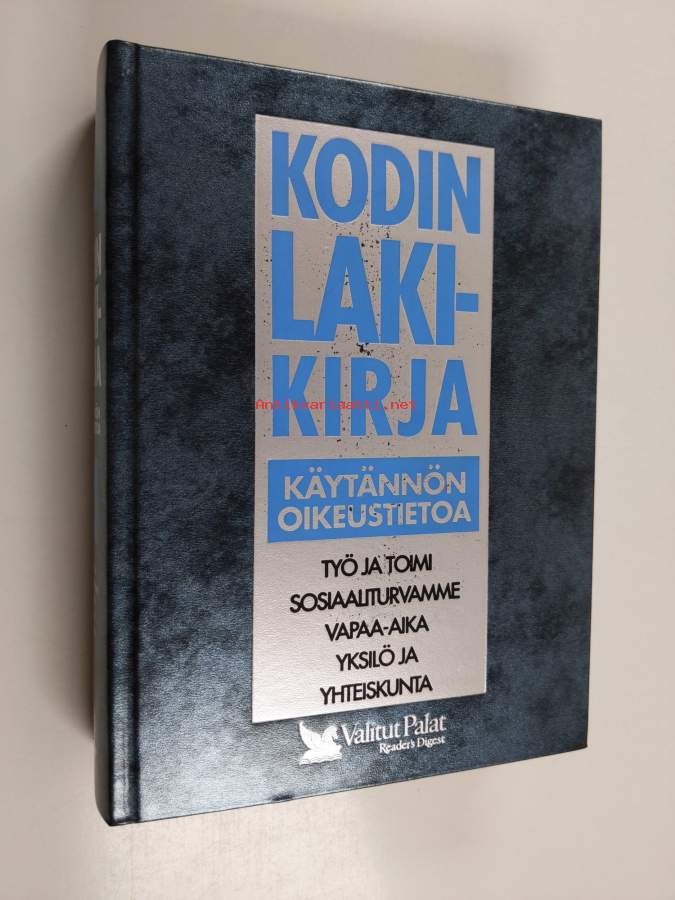 KODIN
LAKI-
KIRJA
Antikvariaatti.net
KÄYTÄNNÖN
OIKEUSTIETOA
TYÖ JA TOIMI
SOSIAALITURVAMME
VAPAA-AIKA
YKSILÖ JA
YHTEISKUNTA
Valitut Palat
Reader's Digest